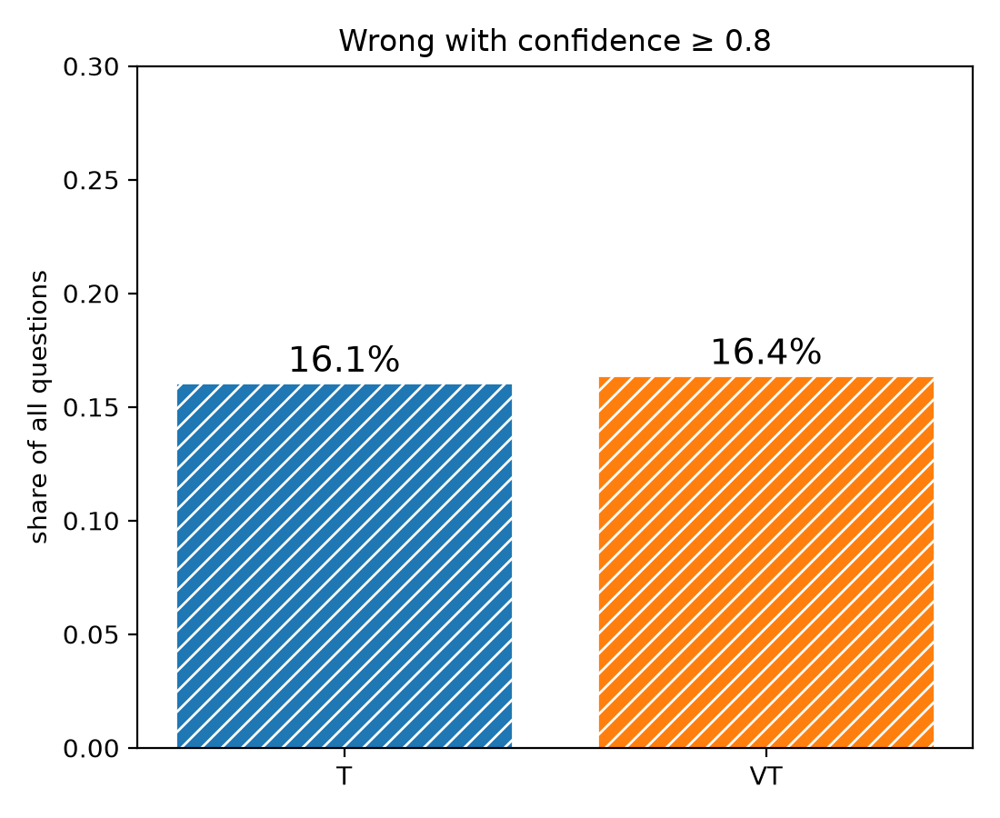 Wrong with confidence ≥ 0.8
0.30
0.25
0.20
0.15
0.10
0.05
0.00
share of all questions
16.1%
16.4%
T
VT